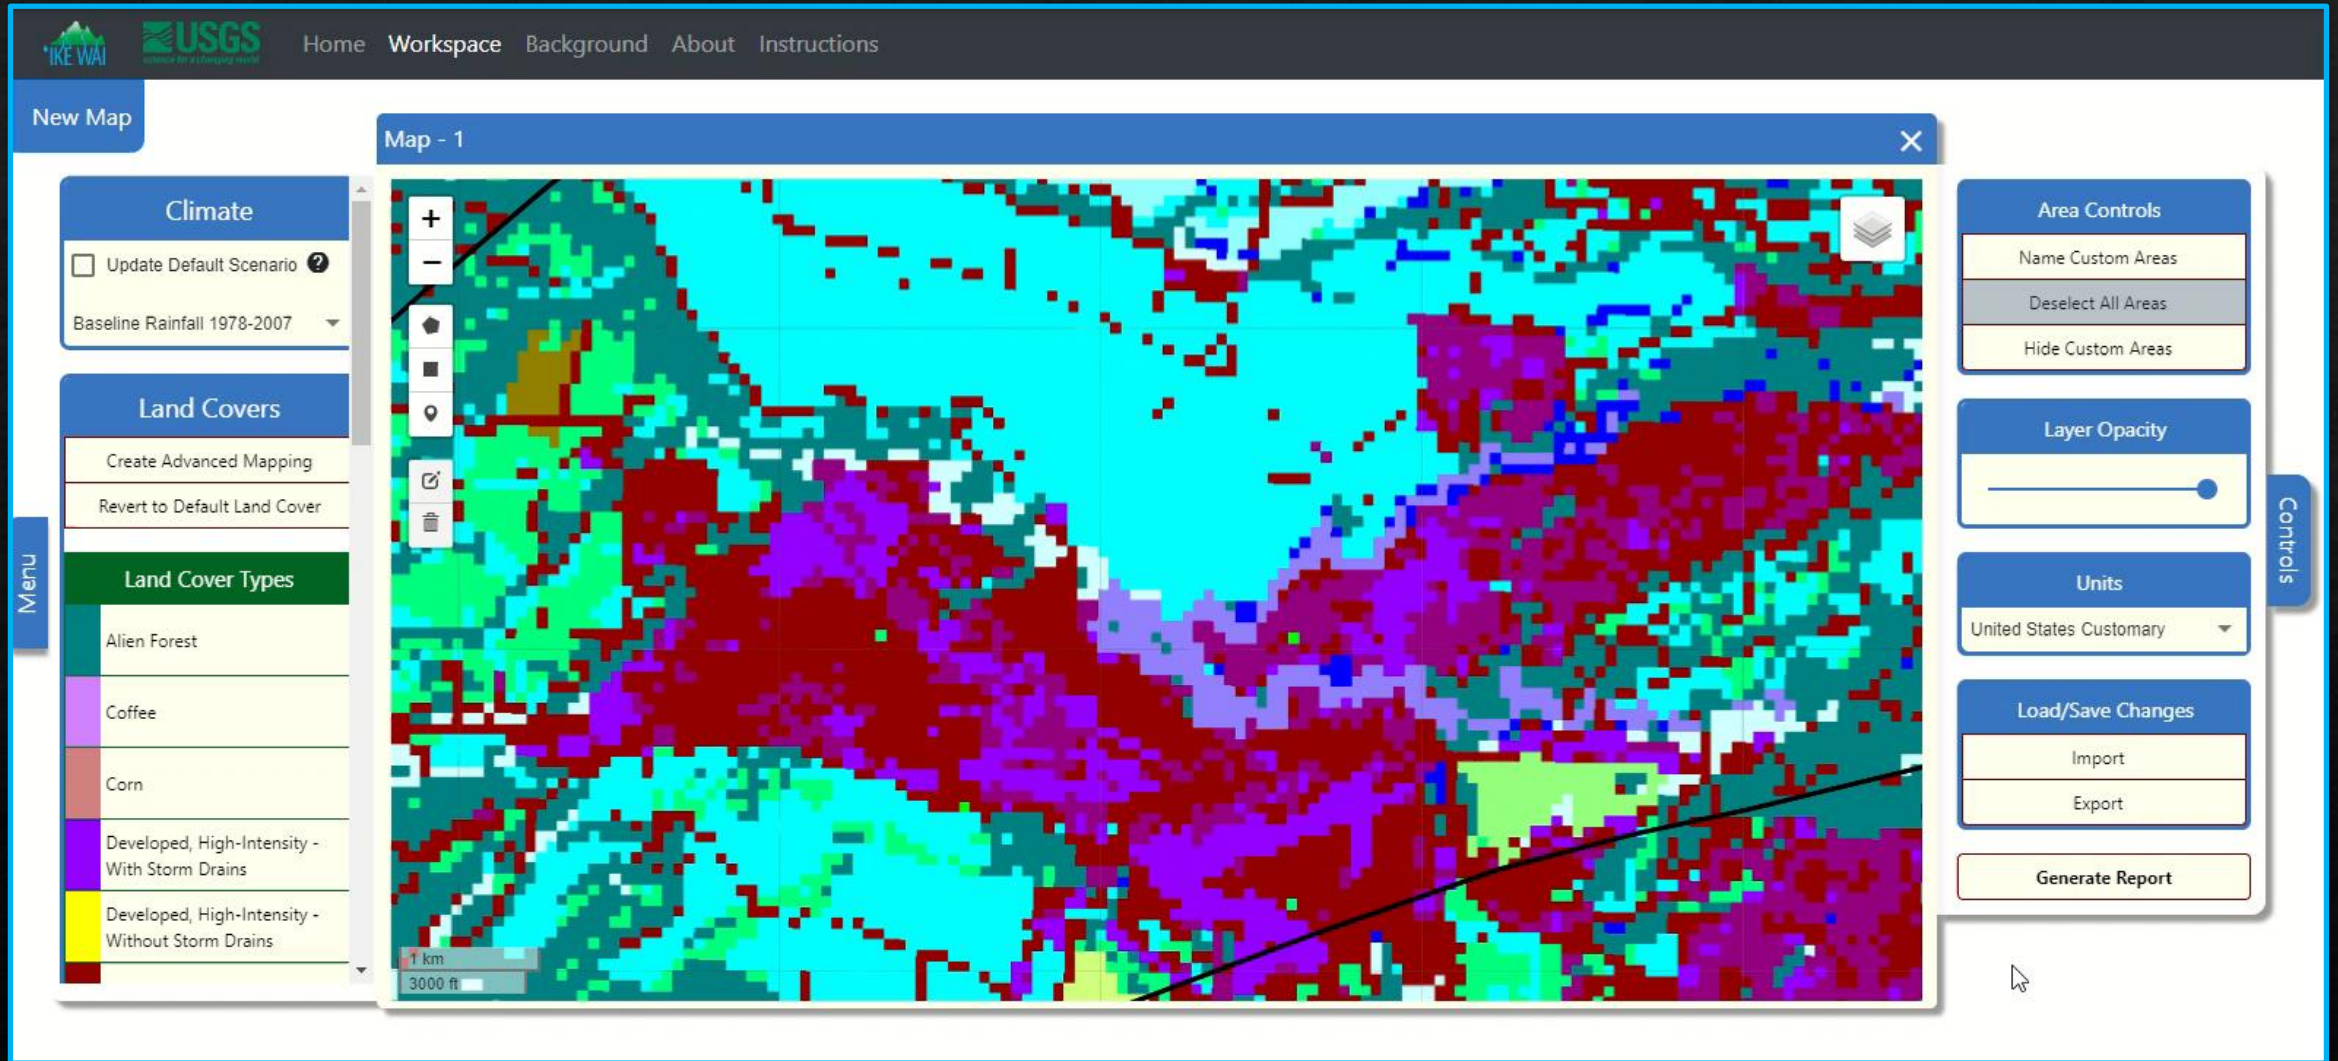 'IKE WAI
USGS
science for a changing world
Home Workspace Background About Instructions
New Map
Map - 1
Climate
Update Default Scenario ?
Baseline Rainfall 1978-2007
Land Covers
Create Advanced Mapping
Revert to Default Land Cover
Land Cover Types
Alien Forest
Coffee
Corn
Developed, High-Intensity -
With Storm Drains
Developed, High-Intensity -
Without Storm Drains
Menu
+
−
1 km
3000 ft
Area Controls
Name Custom Areas
Deselect All Areas
Hide Custom Areas
Layer Opacity
Units
United States Customary
Load/Save Changes
Import
Export
Generate Report
Controls